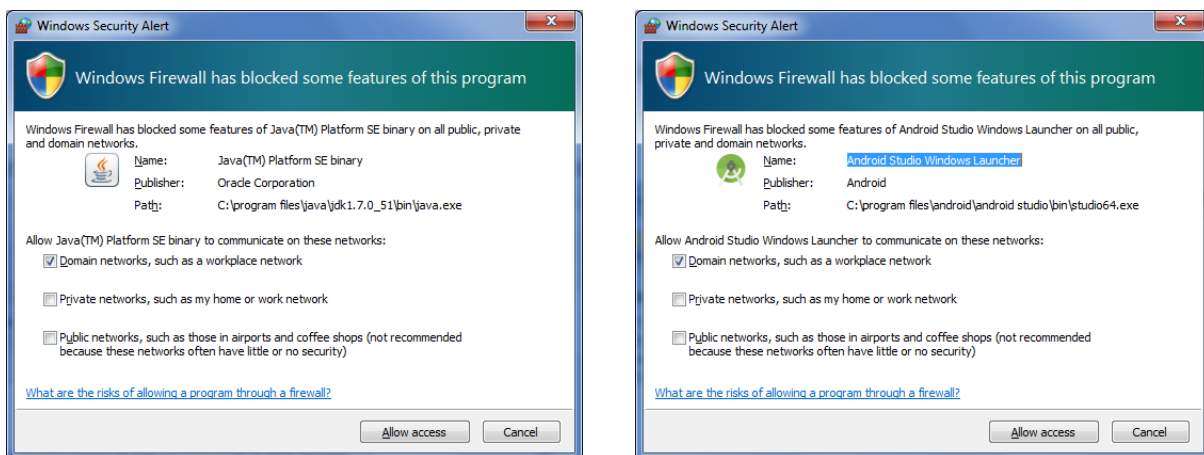 Windows Security Alert
Windows Firewall has blocked some features of this program
Windows Firewall has blocked some features of Java(TM) Platform SE binary on all public, private
and domain networks.
Name: Java(TM) Platform SE binary
Publisher: Oracle Corporation
Path: C:\program files\java\jdk1.7.0_51\bin\java.exe
Allow Java(TM) Platform SE binary to communicate on these networks:
Domain networks, such as a workplace network
Private networks, such as my home or work network
Public networks, such as those in airports and coffee shops (not recommended
because these networks often have little or no security)
What are the risks of allowing a program through a firewall?
Allow access Cancel
Windows Security Alert
Windows Firewall has blocked some features of this program
Windows Firewall has blocked some features of Android Studio Windows Launcher on all public,
private and domain networks.
Name: Android Studio Windows Launcher
Publisher: Android
Path: C:\program files\android\android studio\bin\studio64.exe
Allow Android Studio Windows Launcher to communicate on these networks:
Domain networks, such as a workplace network
Private networks, such as my home or work network
Public networks, such as those in airports and coffee shops (not recommended
because these networks often have little or no security)
What are the risks of allowing a program through a firewall?
Allow access Cancel